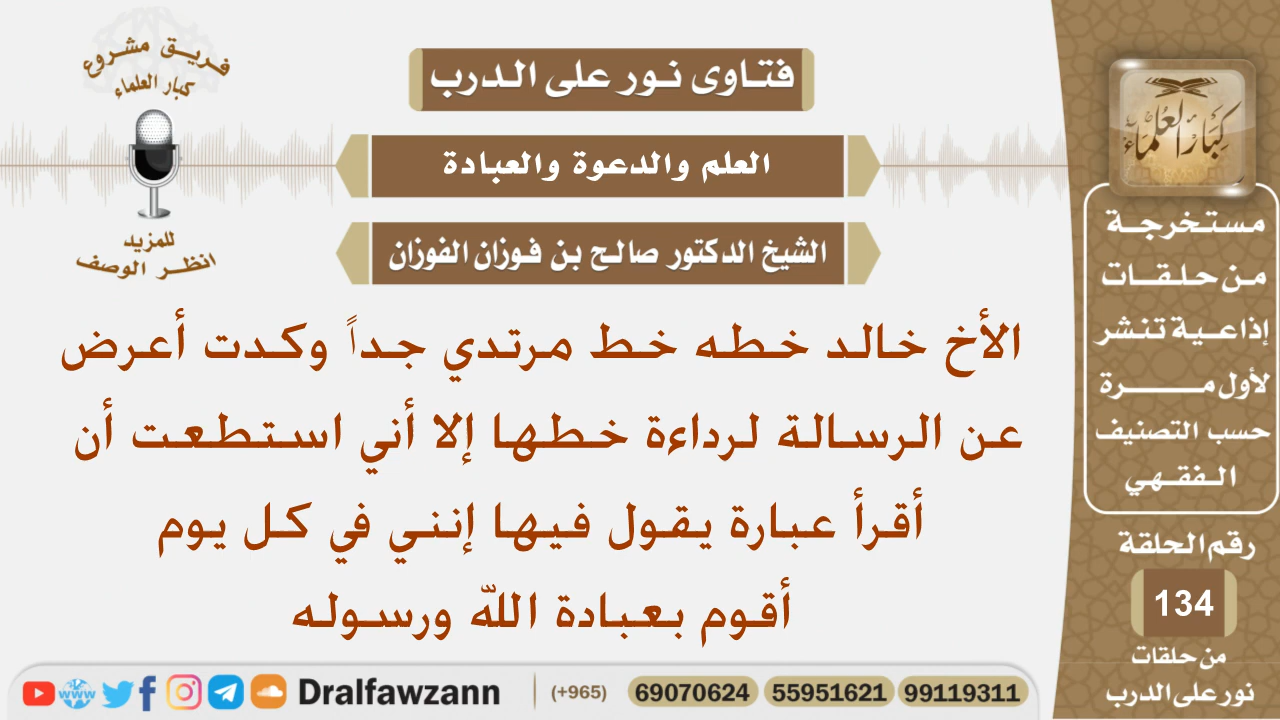 فريق مشروع
كبار العلماء
للمزيد
انظر الوصف
فتاوى نور على الدرب
العلم والدعوة والعبادة
الشيخ الدكتور صالح بن فوزان الفوزان
الأخ خالد خطه خط مرتدي جداً وكدت أعرض
عن الرسالة لرداءة خطها إلا أني استطعت أن
أقرأ عبارة يقول فيها إنني في كل يوم
أقوم بعبادة الله ورسوله
كبار العلماء
مستخرجة
من حلقات
إذاعية تنشر
لأول مرة
حسب التصنيف
الفقهي
رقم الحلقة
134
من حلقات
نور على الدرب
www Dralfawzann (+965) 69070624 55951621 99119311